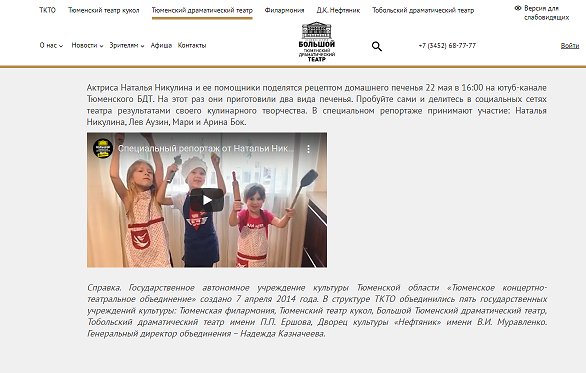 ТКТО Тюменский театр кукол Тюменский драматический театр Филармония Д.К. Нефтяник Тобольский драматический театр Версия для слабовидящих
О нас Новости Зрителям Афиша Контакты
БОЛЬШОЙ
ТЮМЕНСКИЙ
ДРАМАТИЧЕСКИЙ
ТЕАТР
+7 (3452) 68-77-77 Войти
Актриса Наталья Никулина и ее помощники поделятся рецептом домашнего печенья 22 мая в 16:00 на ютуб-канале
Тюменского БДТ. На этот раз они приготовили два вида печенья. Пробуйте сами и делитесь в социальных сетях
театра результатами своего кулинарного творчества. В специальном репортаже принимают участие: Наталья
Никулина, Лев Аузин, Мари и Арина Бок.
Специальный репортаж от Натальи Ник...
Справка. Государственное автономное учреждение культуры Тюменской области «Тюменское концертно-
театральное объединение» создано 7 апреля 2014 года. В структуре ТКТО объединились пять государственных
учреждений культуры: Тюменская филармония, Тюменский театр кукол, Большой Тюменский драматический театр,
Тобольский драматический театр имени П.П. Ершова, Дворец культуры «Нефтяник» имени В.И. Муравленко.
Генеральный директор объединения – Надежда Казначеева.